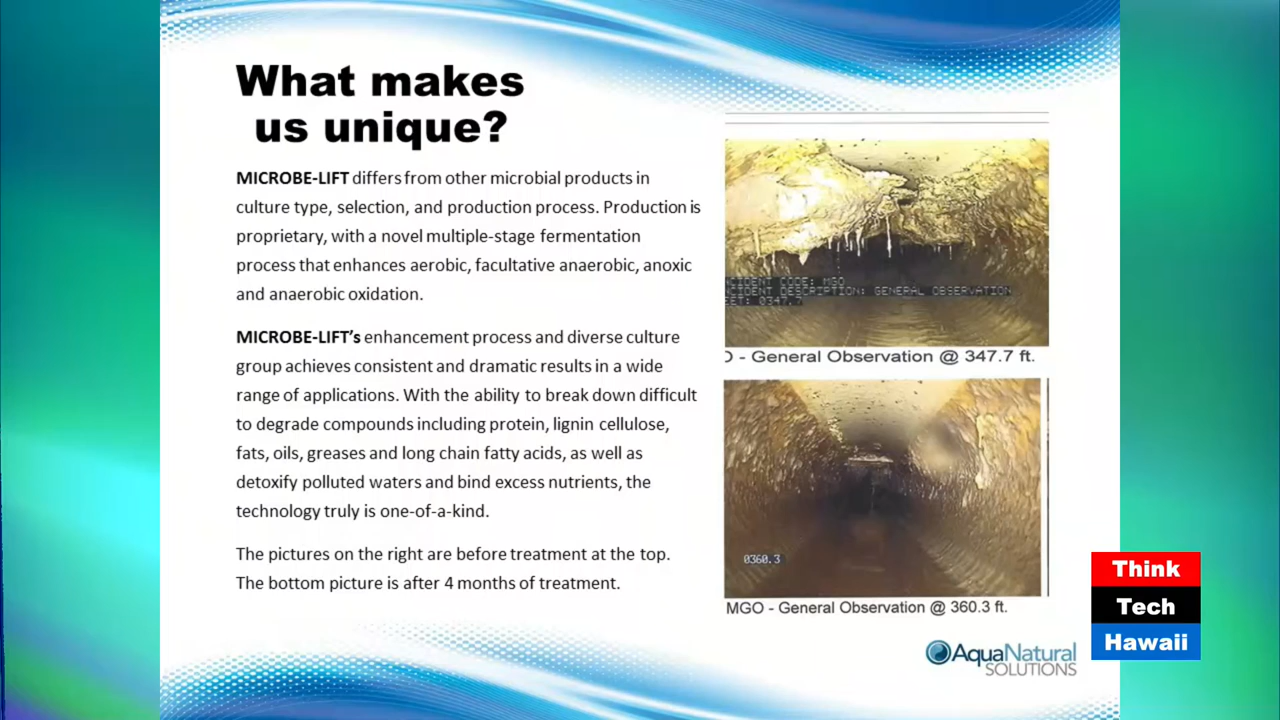 What makes
us unique?
MICROBE-LIFT differs from other microbial products in
culture type, selection, and production process. Production is
proprietary, with a novel multiple-stage fermentation
process that enhances aerobic, facultative anaerobic, anoxic
and anaerobic oxidation.
MICROBE-LIFT’s enhancement process and diverse culture
group achieves consistent and dramatic results in a wide
range of applications. With the ability to break down difficult
to degrade compounds including protein, lignin cellulose,
fats, oils, greases and long chain fatty acids, as well as
detoxify polluted waters and bind excess nutrients, the
technology truly is one-of-a-kind.
The pictures on the right are before treatment at the top.
The bottom picture is after 4 months of treatment.
NCIDENT CODE: MGO
NCIDENT DESCRIPTION: GENERAL OBSERVATION
EET: 0347.7
O - General Observation @ 347.7 ft.
0360.3
MGO - General Observation @ 360.3 ft.
AquaNatural
SOLUTIONS
Think
Tech
Hawaii